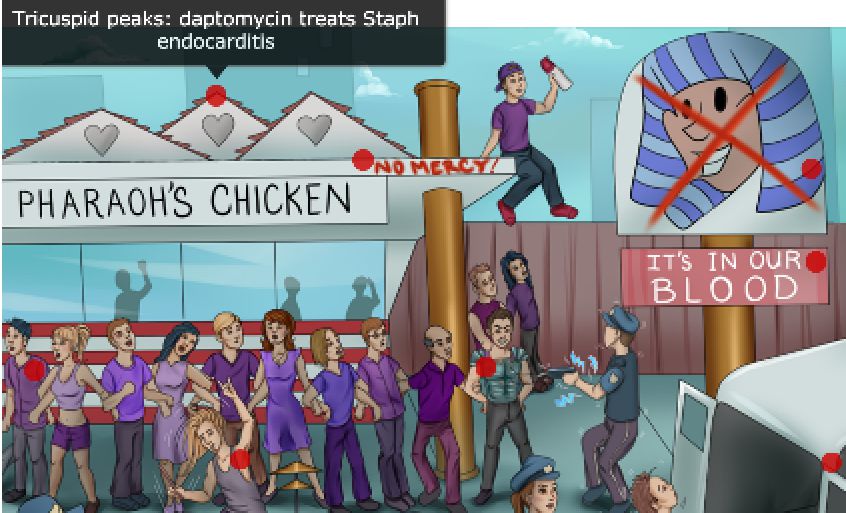 Tricuspid peaks: daptomycin treats Staph
endocarditis
NO MERCY!
PHARAOH'S CHICKEN
IT'S IN OUR
BLOOD